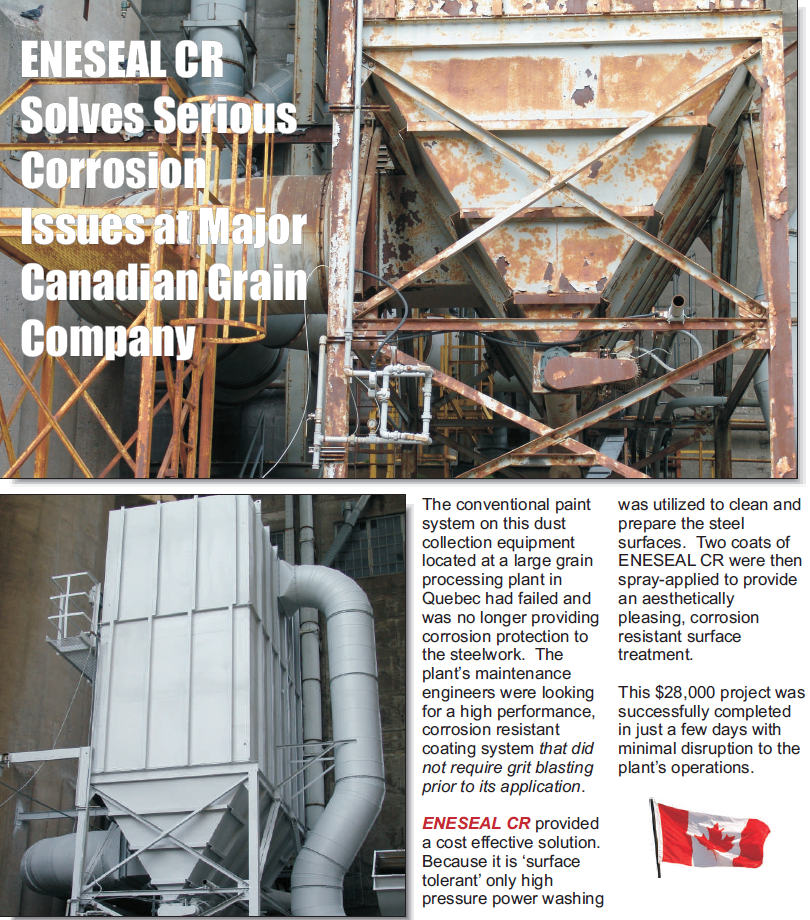 ENESEAL CR
Solves Serious
Corrosion
Issues at Major
Canadian Grain
Company
The conventional paint
system on this dust
collection equipment
located at a large grain
processing plant in
Quebec had failed and
was no longer providing
corrosion protection to
the steelwork.  The
plant’s maintenance
engineers were looking
for a high performance,
corrosion resistant
coating system that did
not require grit blasting
prior to its application.
ENESEAL CR provided
a cost effective solution.
Because it is ‘surface
tolerant’ only high
pressure power washing
was utilized to clean and
prepare the steel
surfaces.  Two coats of
ENESEAL CR were then
spray-applied to provide
an aesthetically
pleasing, corrosion
resistant surface
treatment.
This $28,000 project was
successfully completed
in just a few days with
minimal disruption to the
plant’s operations.